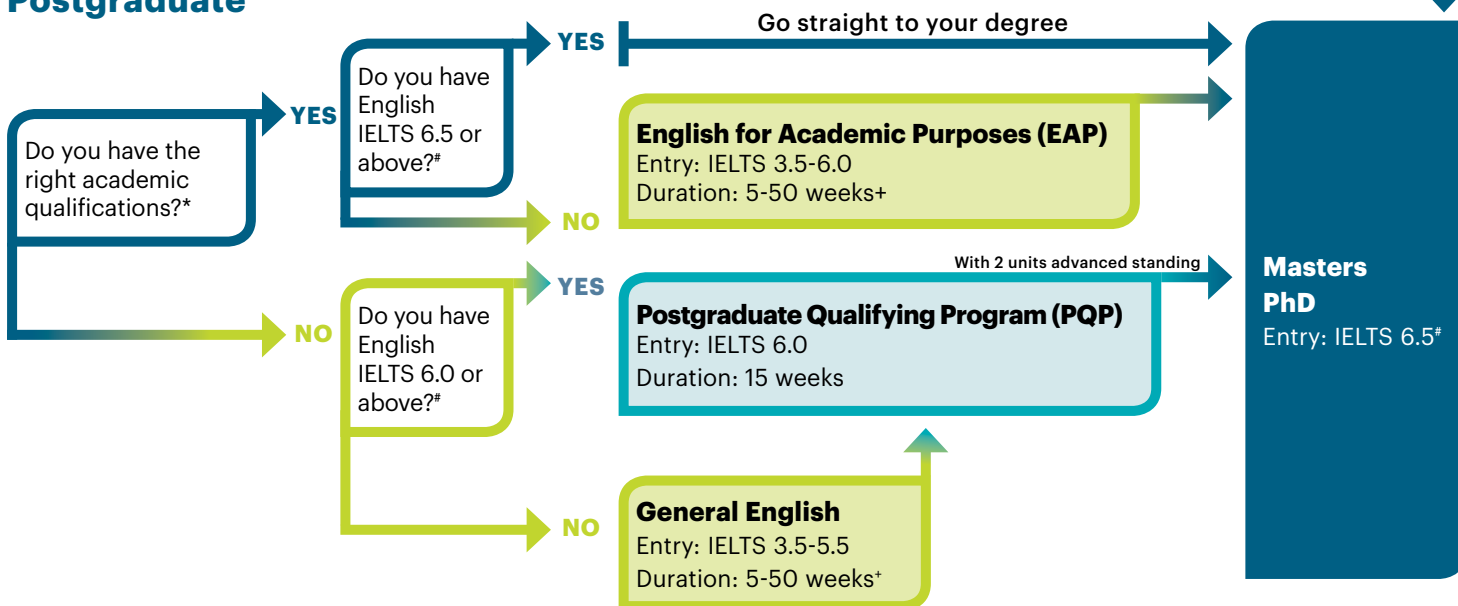 Postgraduate
Go straight to your degree
YES
Do you have
English
IELTS 6.5 or
above?#
YES
Do you have the
right academic
qualifications?*
English for Academic Purposes (EAP)
Entry: IELTS 3.5-6.0
Duration: 5-50 weeks+
NO
With 2 units advanced standing
YES
Do you have
English
IELTS 6.0 or
above?#
NO
Postgraduate Qualifying Program (PQP)
Entry: IELTS 6.0
Duration: 15 weeks
Masters
PhD
Entry: IELTS 6.5#
NO
General English
Entry: IELTS 3.5-5.5
Duration: 5-50 weeks+